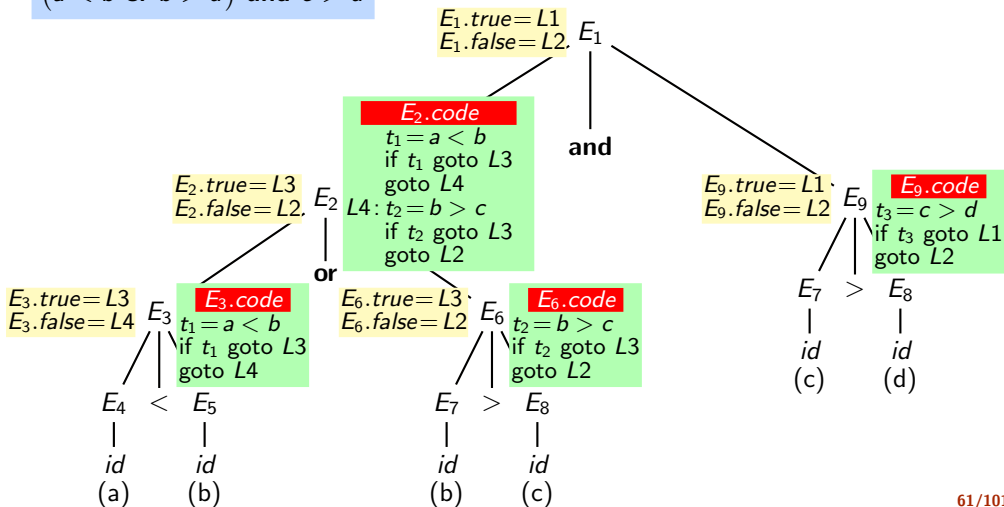 E₁.true=L1
E₁.false=L2
E₁
E₂.code
t₁=a < b
if t₁ goto L3
goto L4
L4: t₂=b > c
if t₂ goto L3
goto L2
and
E₂.true=L3
E₂.false=L2
E₂
or
E₉.true=L1
E₉.false=L2
E₉
E₉.code
t₃=c > d
if t₃ goto L1
goto L2
E₃.true=L3
E₃.false=L4
E₃
E₃.code
t₁=a < b
if t₁ goto L3
goto L4
E₆.true=L3
E₆.false=L2
E₆
E₆.code
t₂=b > c
if t₂ goto L3
goto L2
E₇ > E₈
id id
(c) (d)
E₄ < E₅
id id
(a) (b)
E₇ > E₈
id id
(b) (c)
61/101